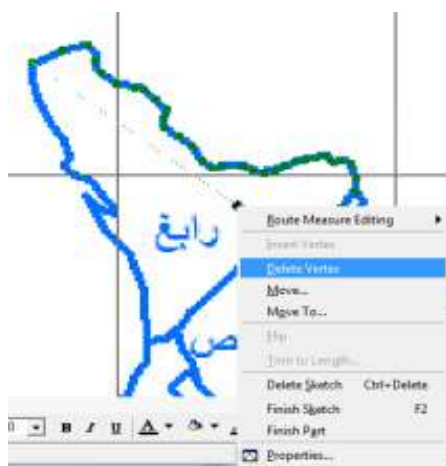 رابغ
Route Measure Editing
Insert Vertex
Delete Vertex
Move...
Move To...
Flip
Trim to Length...
Delete Sketch Ctrl+Delete
Finish Sketch F2
Finish Part
Properties...
ص
B I U A